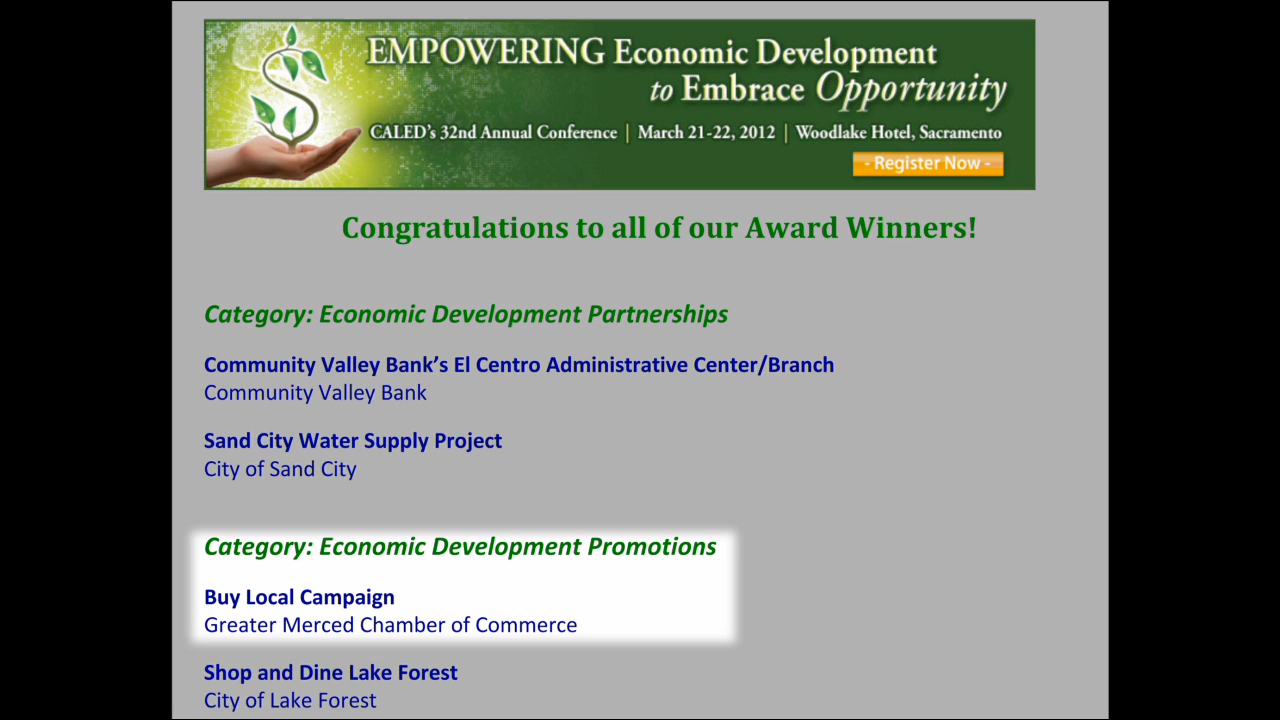 EMPOWERING Economic Development
to Embrace Opportunity
CALED's 32nd Annual Conference | March 21-22, 2012 | Woodlake Hotel, Sacramento
- Register Now -
Congratulations to all of our Award Winners!
Category: Economic Development Partnerships
Community Valley Bank’s El Centro Administrative Center/Branch
Community Valley Bank
Sand City Water Supply Project
City of Sand City
Category: Economic Development Promotions
Buy Local Campaign
Greater Merced Chamber of Commerce
Shop and Dine Lake Forest
City of Lake Forest